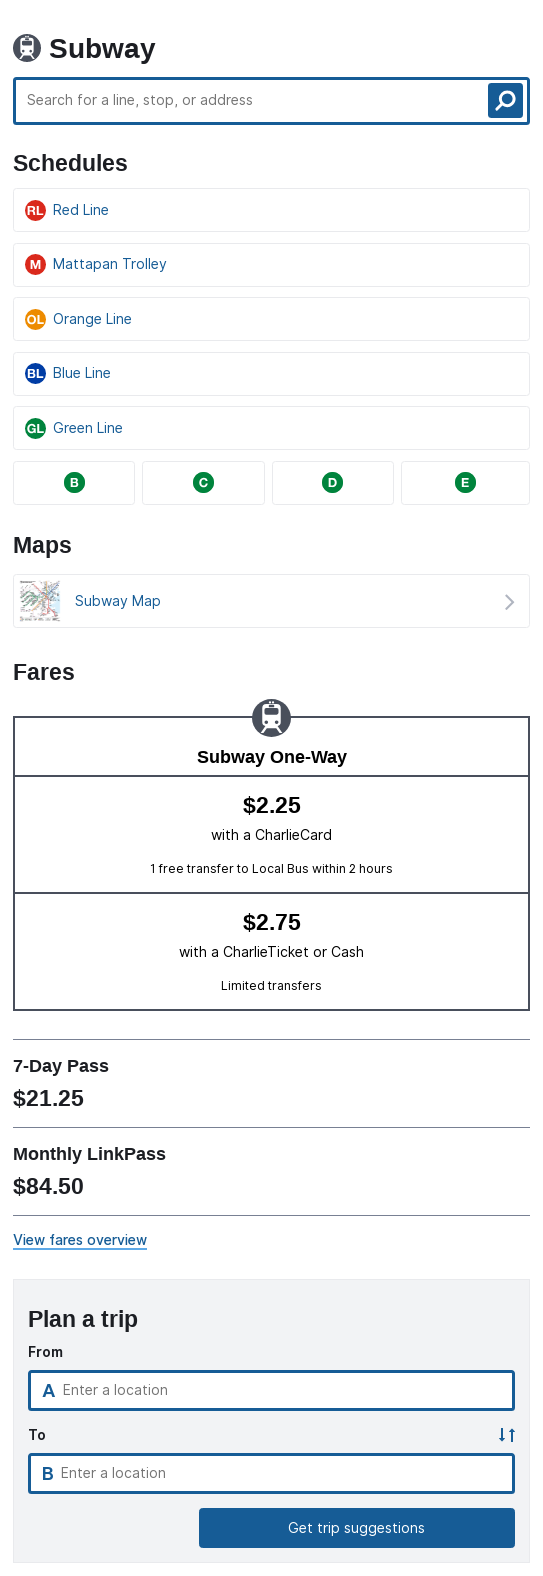 Subway
Search for a line, stop, or address
Schedules
RL Red Line
M Mattapan Trolley
OL Orange Line
BL Blue Line
GL Green Line
B C D E
Maps
Subway Map
Fares
Subway One-Way
$2.25
with a CharlieCard
1 free transfer to Local Bus within 2 hours
$2.75
with a CharlieTicket or Cash
Limited transfers
7-Day Pass
$21.25
Monthly LinkPass
$84.50
View fares overview
Plan a trip
From
A Enter a location
To
B Enter a location
Get trip suggestions